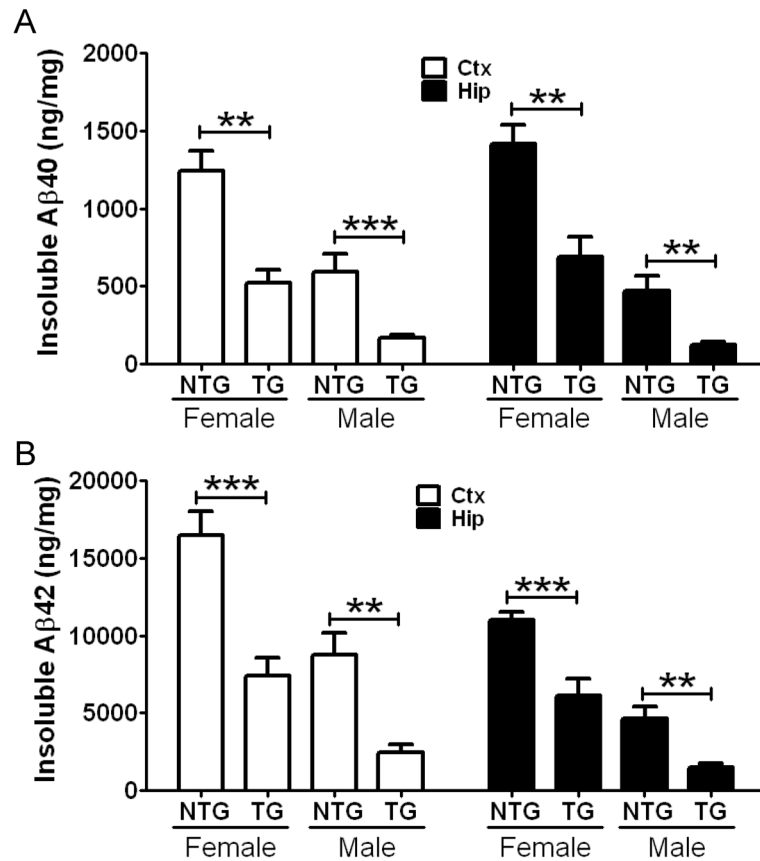 A
Insoluble Aβ40 (ng/mg)
2000
1500
1000
500
0
Ctx
Hip
**
***
**
**
NTG TG NTG TG NTG TG NTG TG
Female Male Female Male
B
Insoluble Aβ42 (ng/mg)
20000
15000
10000
5000
0
Ctx
Hip
***
**
***
**
NTG TG NTG TG NTG TG NTG TG
Female Male Female Male